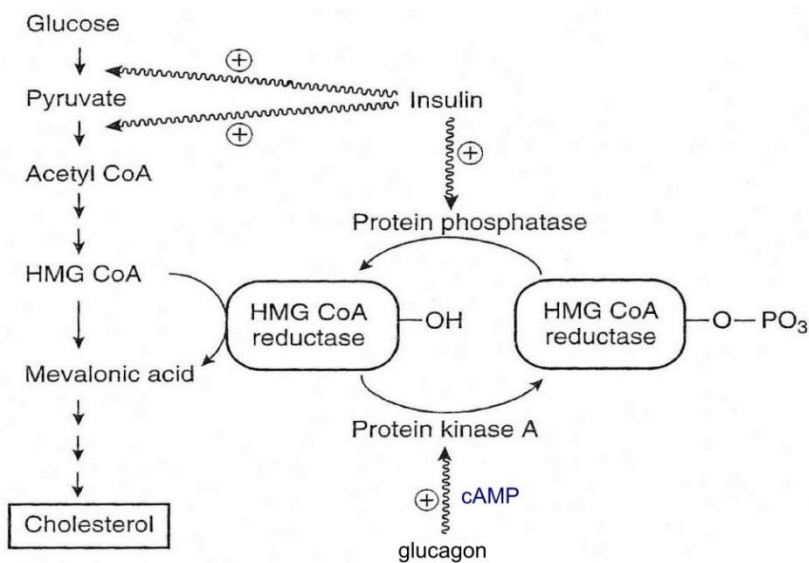 Glucose
+
Pyruvate
Insulin
+
+
Acetyl CoA
Protein phosphatase
HMG CoA
HMG CoA
reductase
OH
HMG CoA
reductase
O
PO3
Mevalonic acid
Protein kinase A
+
cAMP
Cholesterol
glucagon